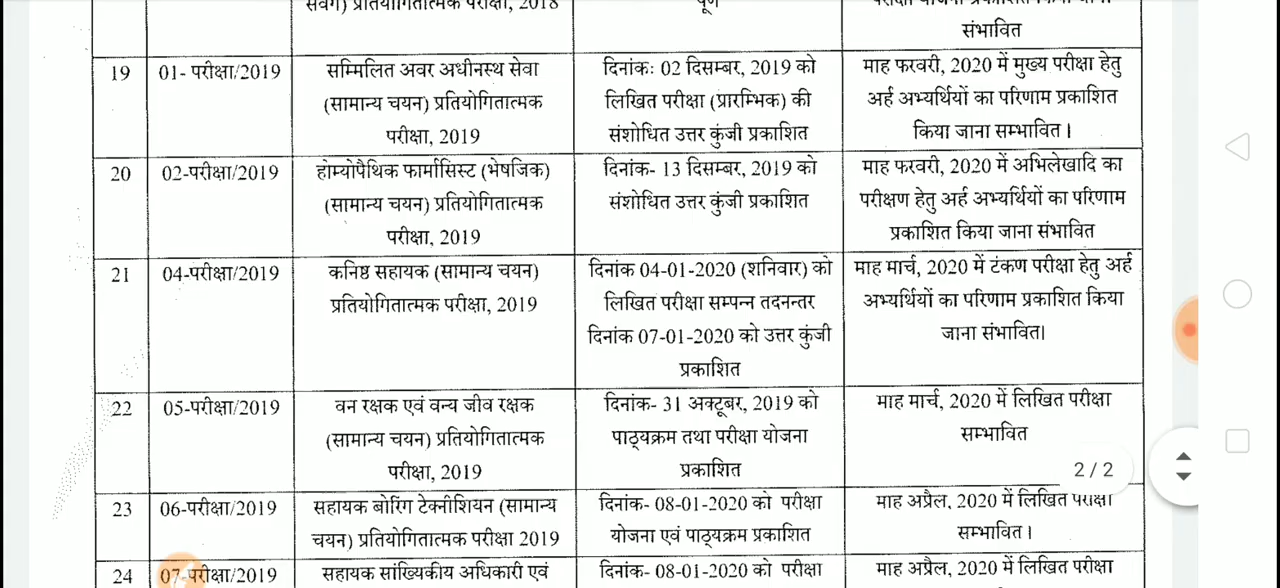 संवर्ग) प्रतियोगितात्मक परीक्षा, 2018
पूर्ण
संभावित
19
01- परीक्षा/2019
सम्मिलित अवर अधीनस्थ सेवा
(सामान्य चयन) प्रतियोगितात्मक
परीक्षा, 2019
दिनांकः 02 दिसम्बर, 2019 को
लिखित परीक्षा (प्रारम्भिक) की
संशोधित उत्तर कुंजी प्रकाशित
माह फरवरी, 2020 में मुख्य परीक्षा हेतु
अर्ह अभ्यर्थियों का परिणाम प्रकाशित
किया जाना सम्भावित ।
20
02-परीक्षा/2019
होम्योपैथिक फार्मासिस्ट (भेषजिक)
(सामान्य चयन) प्रतियोगितात्मक
परीक्षा, 2019
दिनांक- 13 दिसम्बर, 2019 को
संशोधित उत्तर कुंजी प्रकाशित
माह फरवरी, 2020 में अभिलेखादि का
परीक्षण हेतु अर्ह अभ्यर्थियों का परिणाम
प्रकाशित किया जाना संभावित
21
04-परीक्षा/2019
कनिष्ठ सहायक (सामान्य चयन)
प्रतियोगितात्मक परीक्षा, 2019
दिनांक 04-01-2020 (शनिवार) को
लिखित परीक्षा सम्पन्न तदनन्तर
दिनांक 07-01-2020 को उत्तर कुंजी
प्रकाशित
माह मार्च, 2020 में टंकण परीक्षा हेतु अर्ह
अभ्यर्थियों का परिणाम प्रकाशित किया
जाना संभावित।
22
05-परीक्षा/2019
वन रक्षक एवं वन्य जीव रक्षक
(सामान्य चयन) प्रतियोगितात्मक
परीक्षा, 2019
दिनांक- 31 अक्टूबर, 2019 को
पाठ्यक्रम तथा परीक्षा योजना
प्रकाशित
माह मार्च, 2020 में लिखित परीक्षा
सम्भावित
2/2
23
06-परीक्षा/2019
सहायक बोरिंग टेक्नीशियन (सामान्य
चयन) प्रतियोगितात्मक परीक्षा 2019
दिनांक- 08-01-2020 को परीक्षा
योजना एवं पाठ्यक्रम प्रकाशित
माह अप्रैल, 2020 में लिखित परीक्षा
सम्भावित ।
24
07-परीक्षा/2019
सहायक सांख्यिकीय अधिकारी एवं
दिनांक- 08-01-2020 को परीक्षा
माह अप्रैल, 2020 में लिखित परीक्षा